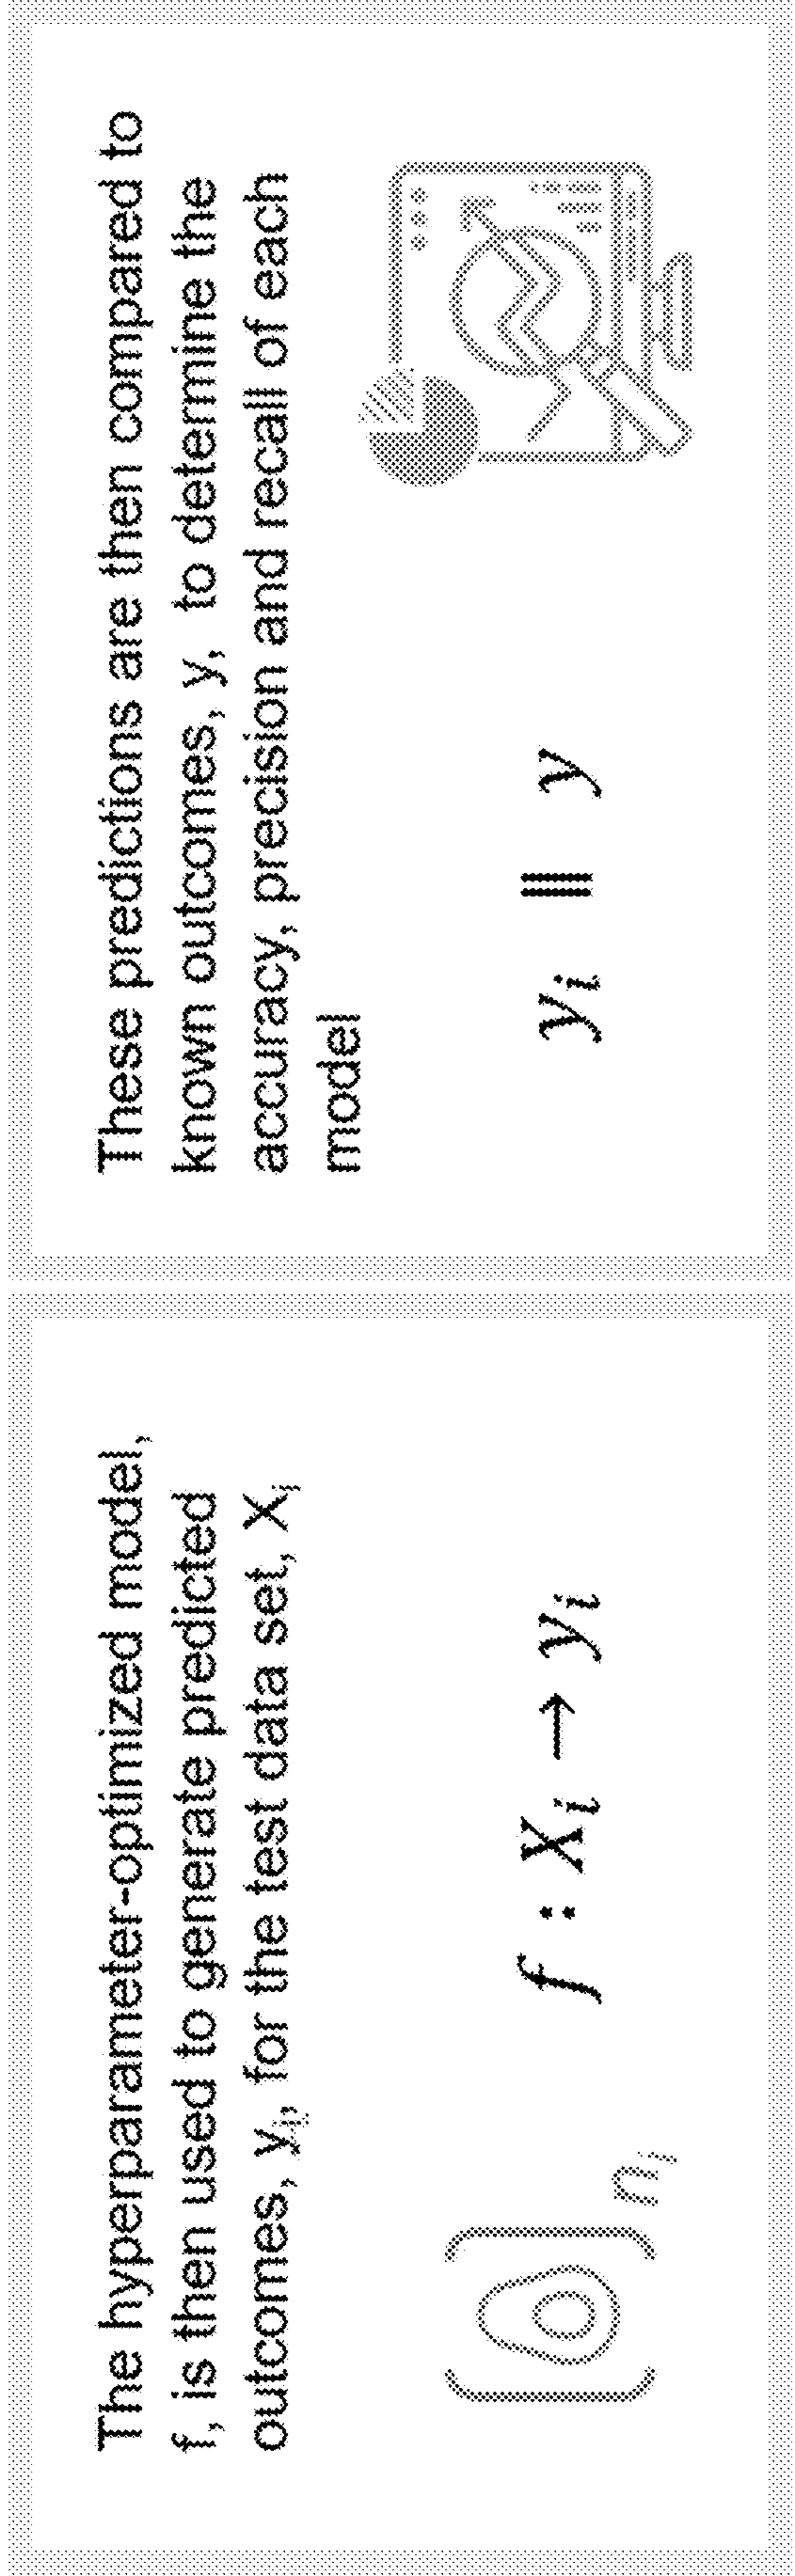 The hyperparameter-optimized model,
f, is then used to generate predicted
outcomes, yᵢ, for the test data set, Xᵢ
f : Xᵢ → yᵢ
nᵢ
These predictions are then compared to
known outcomes, y, to determine the
accuracy, precision and recall of each
model
yᵢ || y